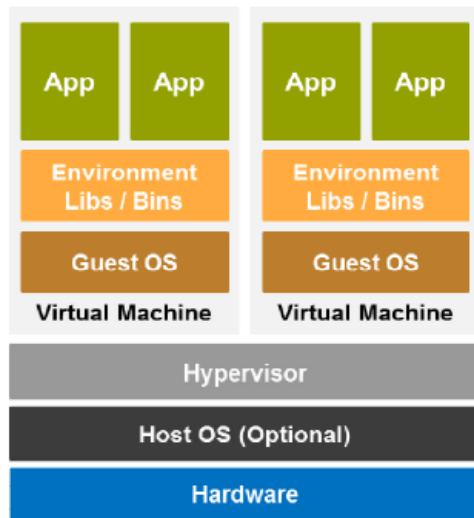 App
App
App
App
Environment
Libs / Bins
Environment
Libs / Bins
Guest OS
Guest OS
Virtual Machine
Virtual Machine
Hypervisor
Host OS (Optional)
Hardware